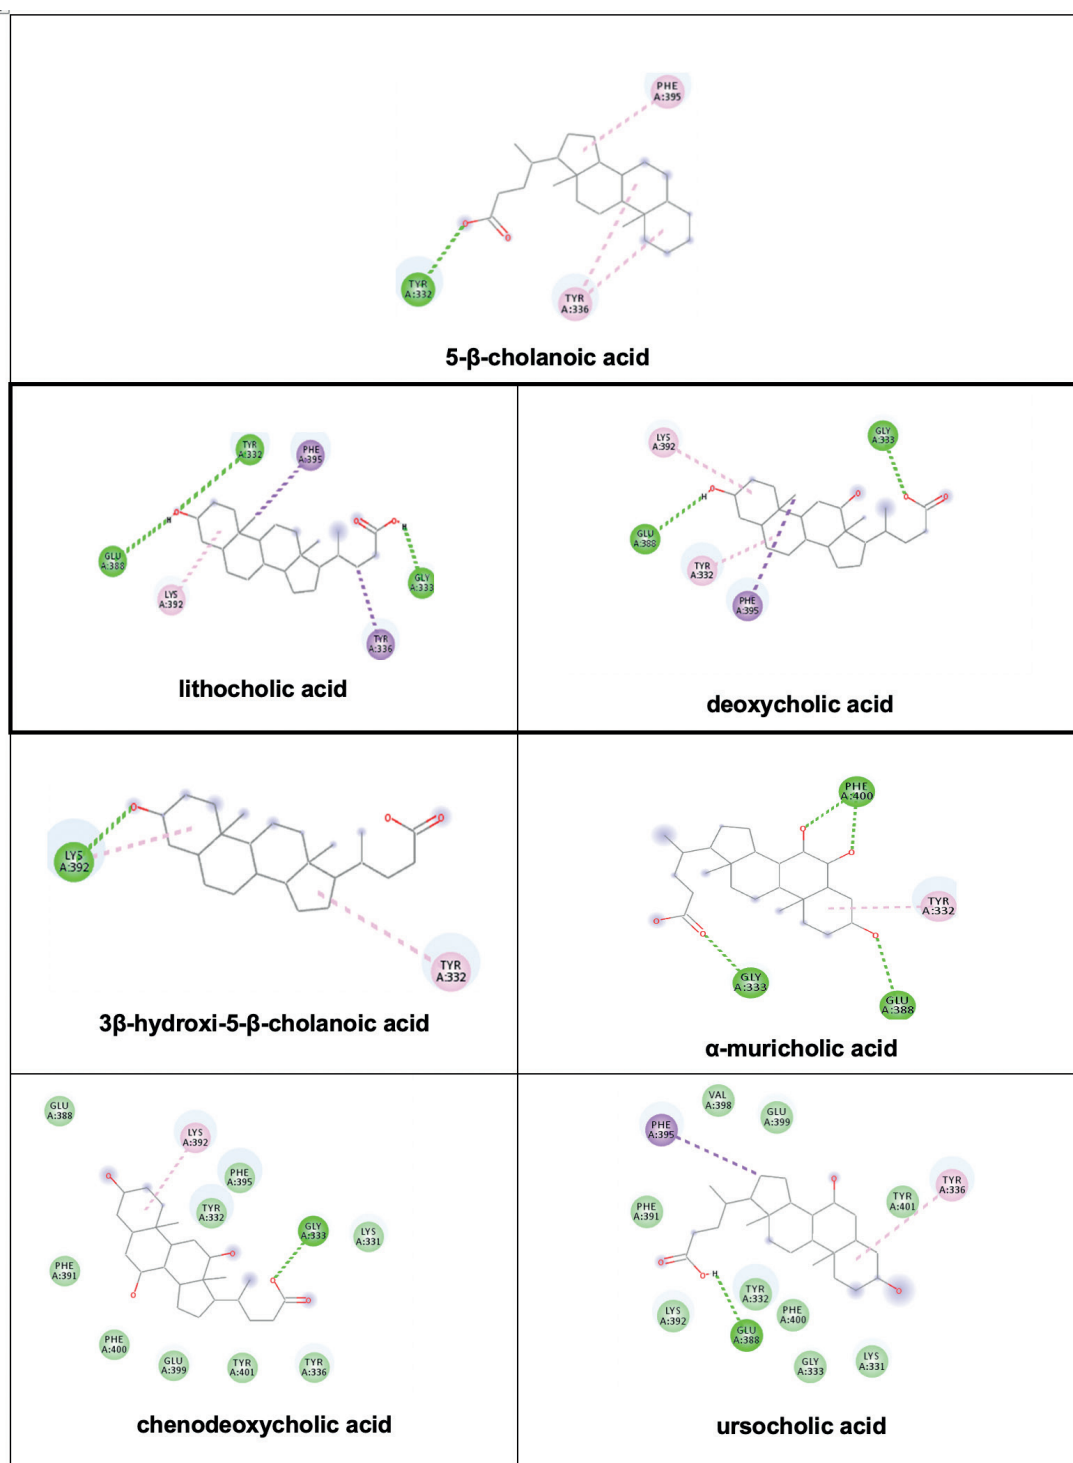 PHE
A:395
TYR
A:332
TYR
A:336
5-β-cholanoic acid
TYR
A:332
PHE
A:395
O
H
O
O
H
GLU
A:388
LYS
A:392
GLY
A:333
TYR
A:336
lithocholic acid
LYS
A:392
GLY
A:333
O
H
O
O
O
GLU
A:388
TYR
A:332
PHE
A:395
deoxycholic acid
O
O
O
LYS
A:392
TYR
A:332
3β-hydroxi-5-β-cholanoic acid
PHE
A:400
O
O
TYR
A:332
O
O
O
GLY
A:333
GLU
A:388
α-muricholic acid
GLU
A:388
LYS
A:392
PHE
A:395
O
TYR
A:332
GLY
A:333
LYS
A:331
O
PHE
A:391
O
O
O
PHE
A:400
GLU
A:399
TYR
A:401
TYR
A:336
chenodeoxycholic acid
VAL
A:398
GLU
A:399
PHE
A:395
O
TYR
A:336
PHE
A:391
TYR
A:401
O
O
H
O
TYR
A:332
LYS
A:392
PHE
A:400
GLU
A:388
GLY
A:333
LYS
A:331
ursocholic acid